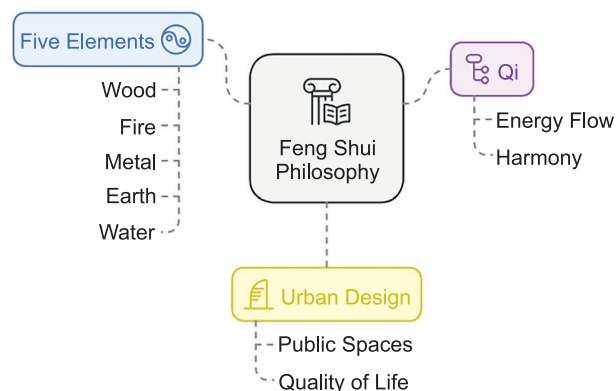 Five Elements
Wood
Fire
Metal
Earth
Water
Feng Shui
Philosophy
Qi
Energy Flow
Harmony
Urban Design
Public Spaces
Quality of Life